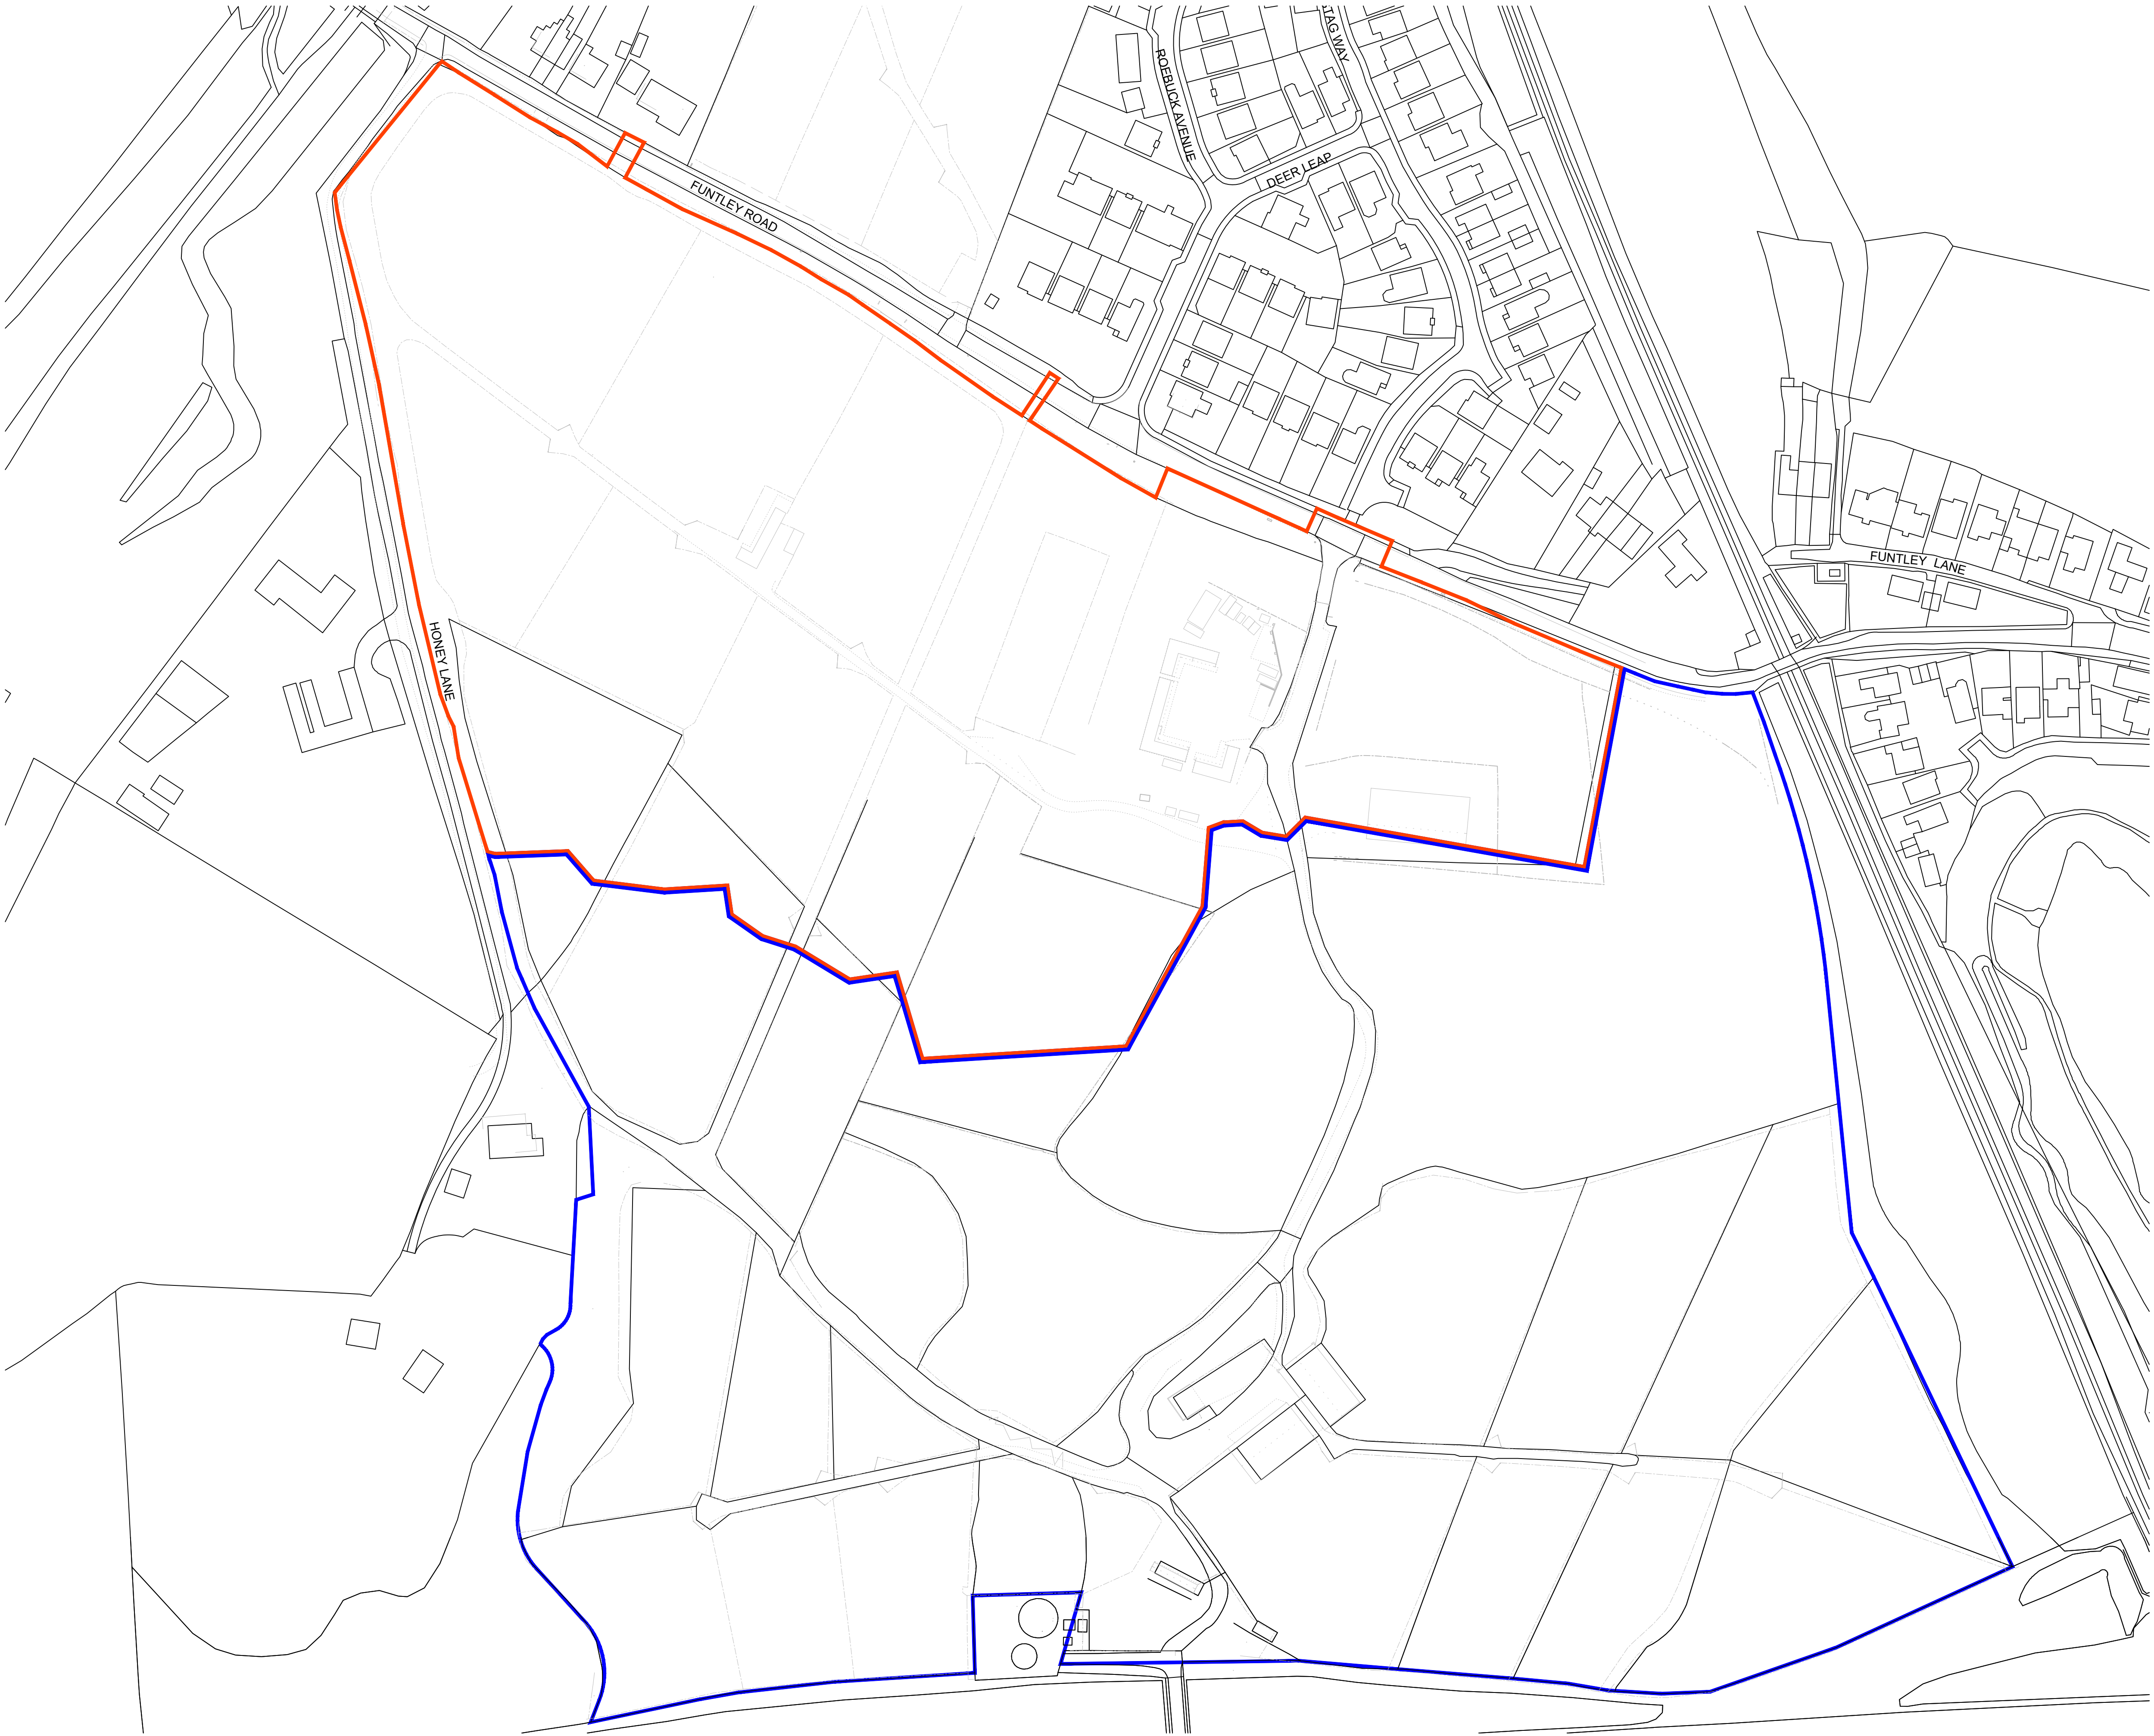 STAG WAY
ROEBUCK AVENUE
DEER LEAP
FUNTLEY ROAD
FUNTLEY LANE
HONEY LANE